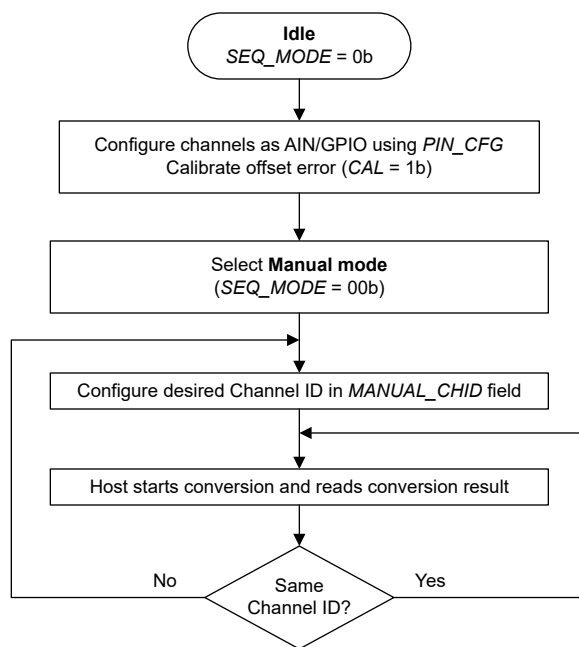 Idle
SEQ_MODE = 0b
Configure channels as AIN/GPIO using PIN_CFG
Calibrate offset error (CAL = 1b)
Select Manual mode
(SEQ_MODE = 00b)
Configure desired Channel ID in MANUAL_CHID field
Host starts conversion and reads conversion result
No
Same
Channel ID?
Yes